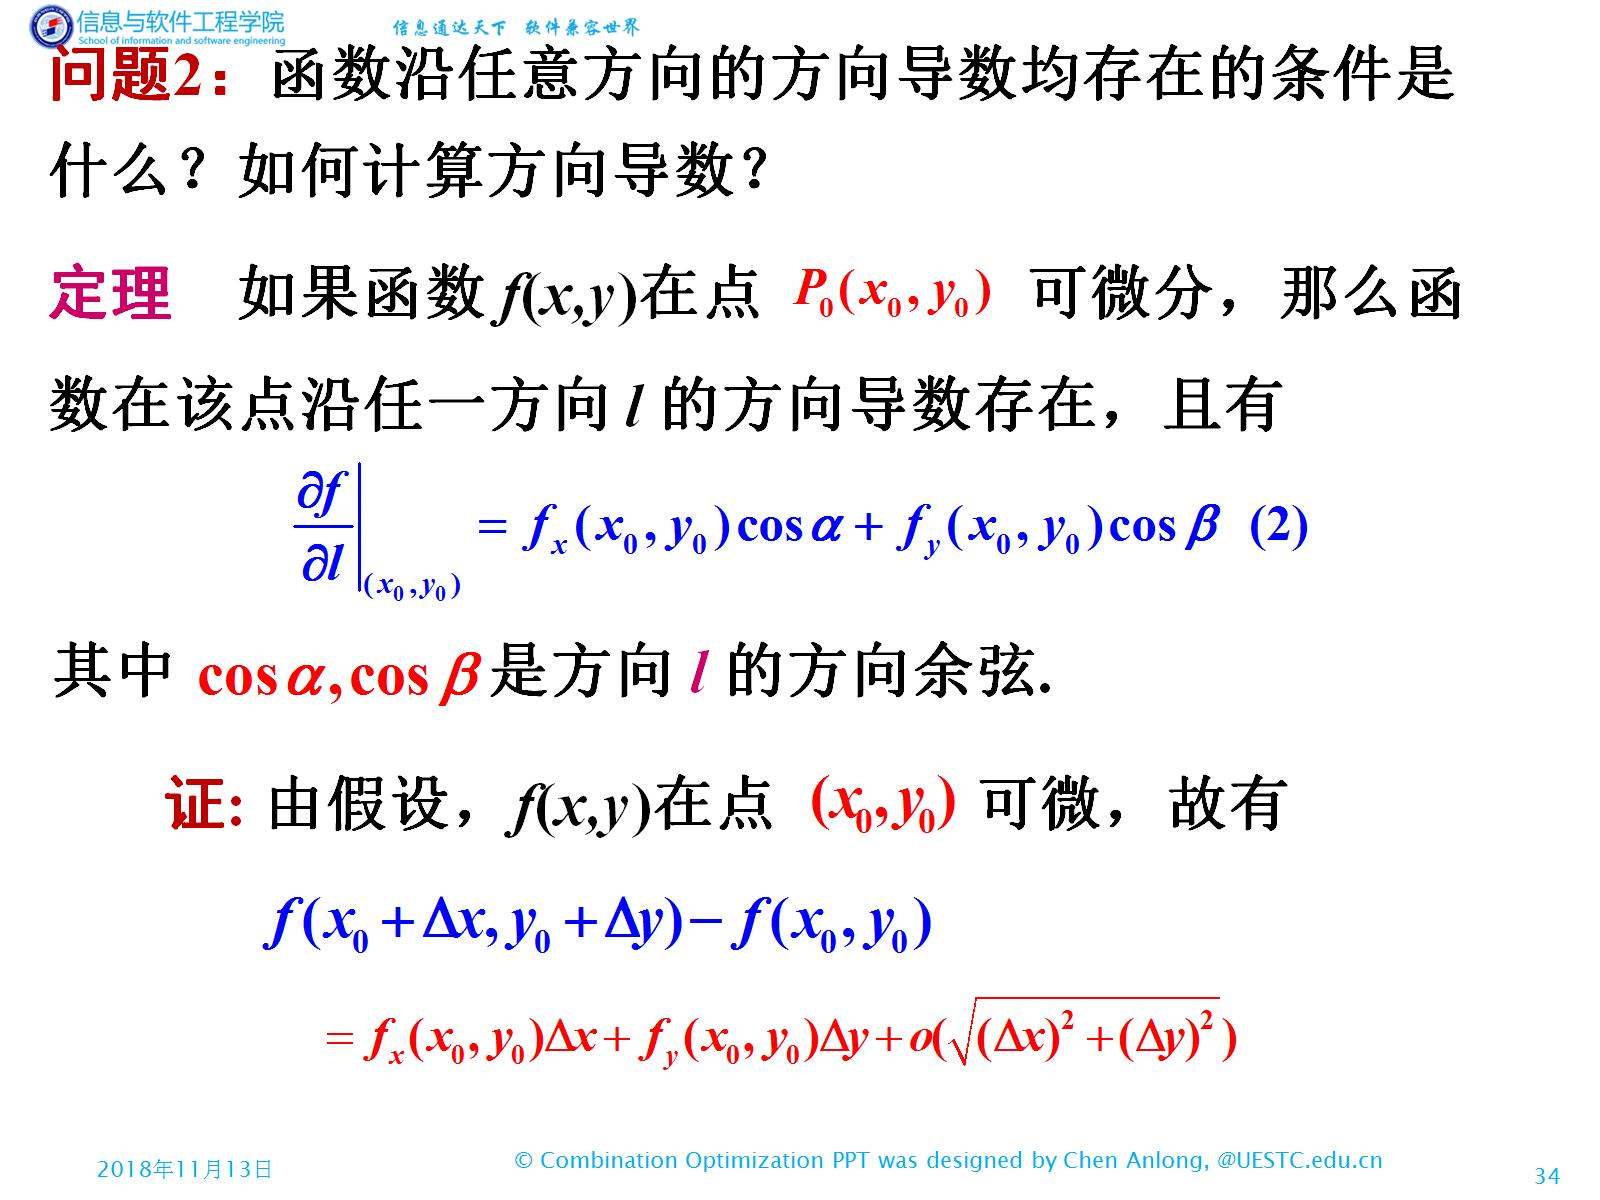 信息与软件工程学院
School of information and software engineering
信息通达天下 软件兼容世界
问题2：函数沿任意方向的方向导数均存在的条件是
什么？如何计算方向导数？
定理 如果函数 f(x,y)在点 P₀(x₀, y₀) 可微分，那么函
数在该点沿任一方向 l 的方向导数存在，且有
∂f/∂l|(x₀, y₀) = fₓ(x₀, y₀)cosα + f_y(x₀, y₀)cosβ (2)
其中 cosα,cosβ 是方向 l 的方向余弦.
证: 由假设，f(x,y)在点 (x₀,y₀) 可微，故有
f(x₀ + Δx, y₀ + Δy) − f(x₀, y₀)
= fₓ(x₀, y₀)Δx + f_y(x₀, y₀)Δy + o(√((Δx)² + (Δy)²))
2018年11月13日
© Combination Optimization PPT was designed by Chen Anlong, @UESTC.edu.cn
34